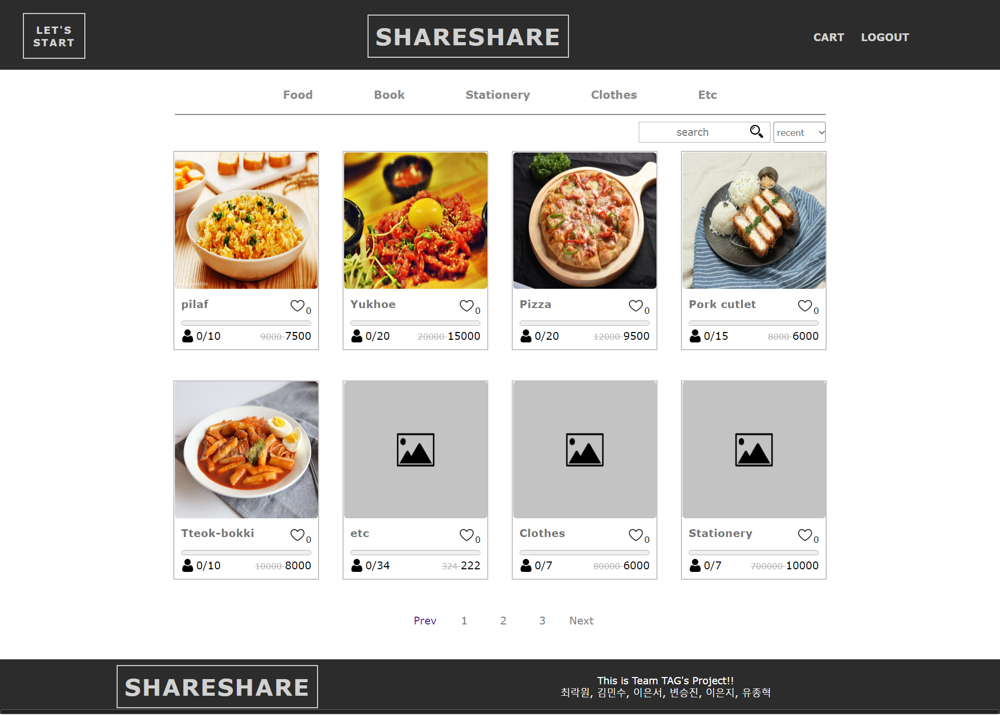 LET'S
START
SHARESHARE
CART LOGOUT
Food Book Stationery Clothes Etc
search
recent
pilaf 0
0/10 9000 7500
Yukhoe 0
0/20 20000 15000
Pizza 0
0/20 12000 9500
Pork cutlet 0
0/15 8000 6000
Tteok-bokki 0
0/10 10000 8000
etc 0
0/34 324 222
Clothes 0
0/7 80000 6000
Stationery 0
0/7 700000 10000
Prev 1 2 3 Next
SHARESHARE
This is Team TAG's Project!!
최락원, 김민수, 이은서, 변승진, 이은지, 유종혁